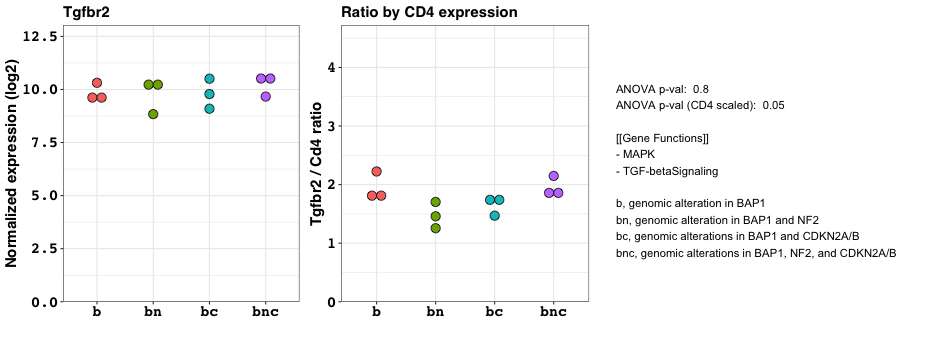 Tgfbr2
Normalized expression (log2)
12.5
10.0
7.5
5.0
2.5
0.0
b bn bc bnc
Ratio by CD4 expression
Tgfbr2 / Cd4 ratio
4
3
2
1
0
b bn bc bnc
ANOVA p-val: 0.8
ANOVA p-val (CD4 scaled): 0.05
[[Gene Functions]]
- MAPK
- TGF-betaSignaling
b, genomic alteration in BAP1
bn, genomic alteration in BAP1 and NF2
bc, genomic alterations in BAP1 and CDKN2A/B
bnc, genomic alterations in BAP1, NF2, and CDKN2A/B